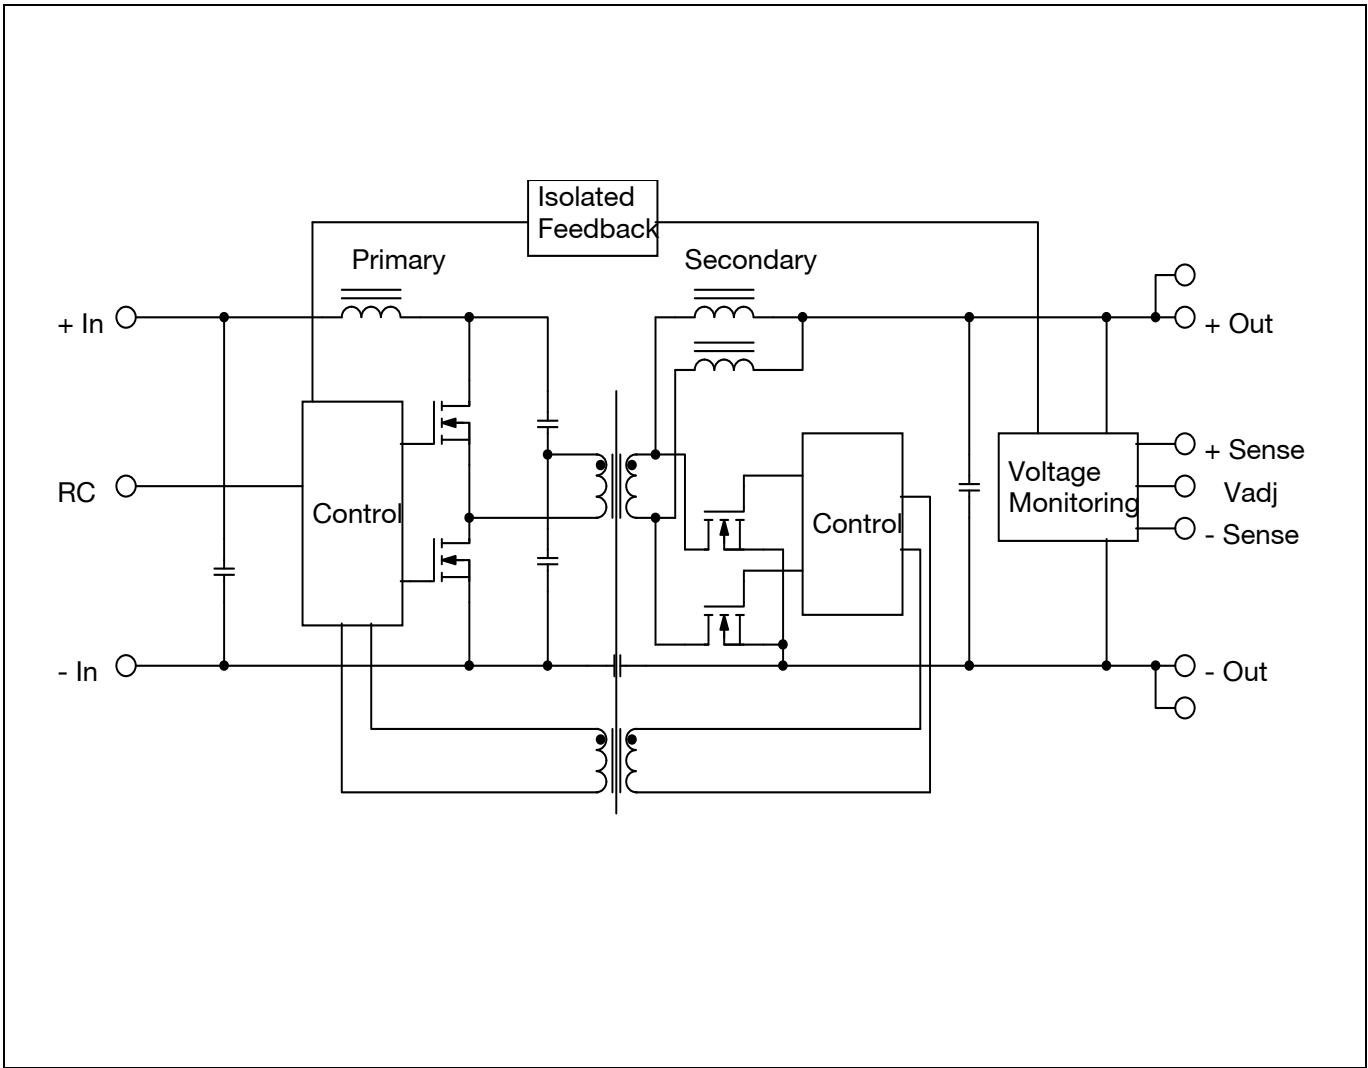 Isolated
Feedback
Primary
Secondary
+ In
+ Out
+ Sense
Voltage
Monitoring
RC
Vadj
Control
Control
- Sense
- In
- Out